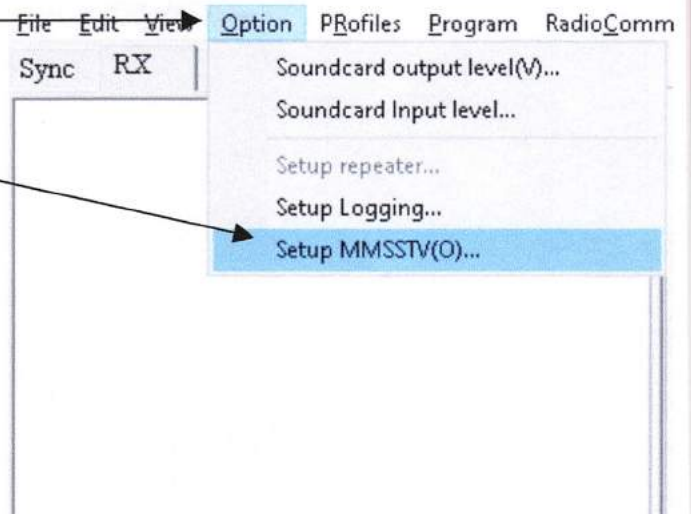 File Edit View Option PRofiles Program RadioComm
Sync RX
Soundcard output level(V)...
Soundcard Input level...
Setup repeater...
Setup Logging...
Setup MMSSTV(O)...